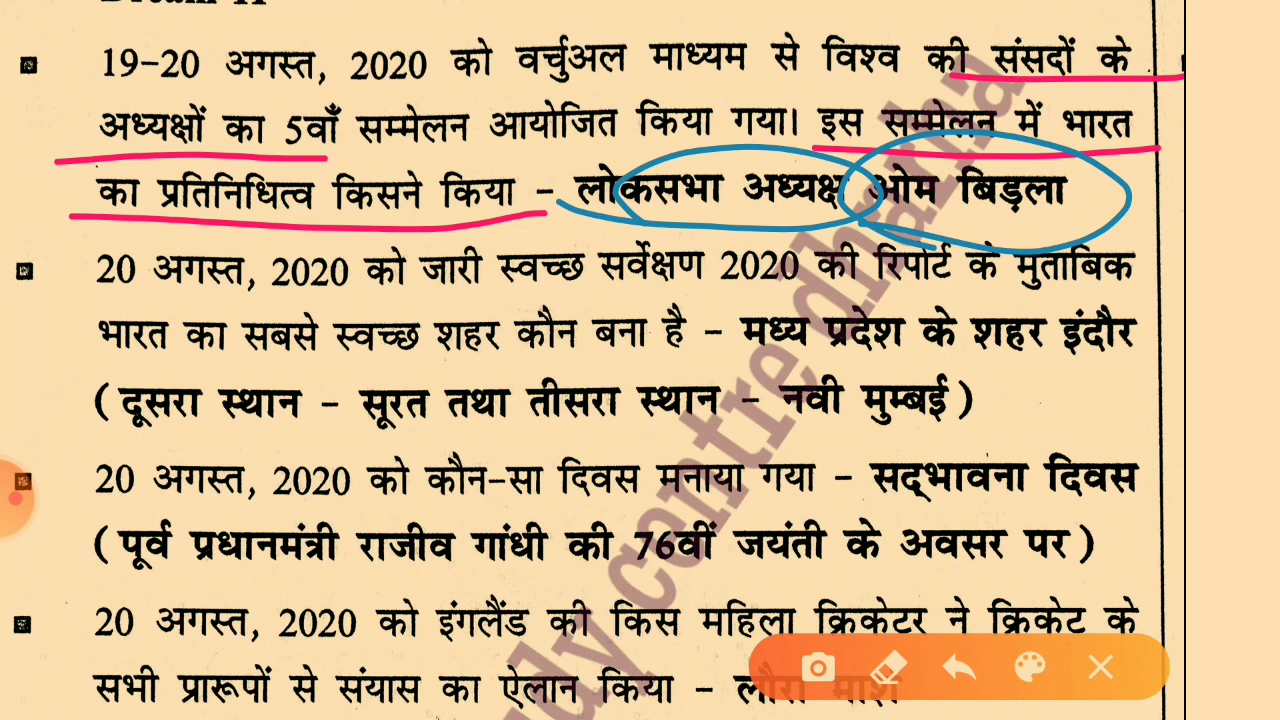 19-20 अगस्त, 2020 को वर्चुअल माध्यम से विश्व की संसदों के
अध्यक्षों का 5वाँ सम्मेलन आयोजित किया गया। इस सम्मेलन में भारत
का प्रतिनिधित्व किसने किया - लोकसभा अध्यक्ष ओम बिड़ला
20 अगस्त, 2020 को जारी स्वच्छ सर्वेक्षण 2020 की रिपोर्ट के मुताबिक
भारत का सबसे स्वच्छ शहर कौन बना है - मध्य प्रदेश के शहर इंदौर
(दूसरा स्थान - सूरत तथा तीसरा स्थान - नवी मुम्बई)
20 अगस्त, 2020 को कौन-सा दिवस मनाया गया - सद्भावना दिवस
(पूर्व प्रधानमंत्री राजीव गांधी की 76वीं जयंती के अवसर पर)
20 अगस्त, 2020 को इंगलैंड की किस महिला क्रिकेटर ने क्रिकेट के
सभी प्रारूपों से संयास का ऐलान किया - लौरा मार्श
study centre dharha